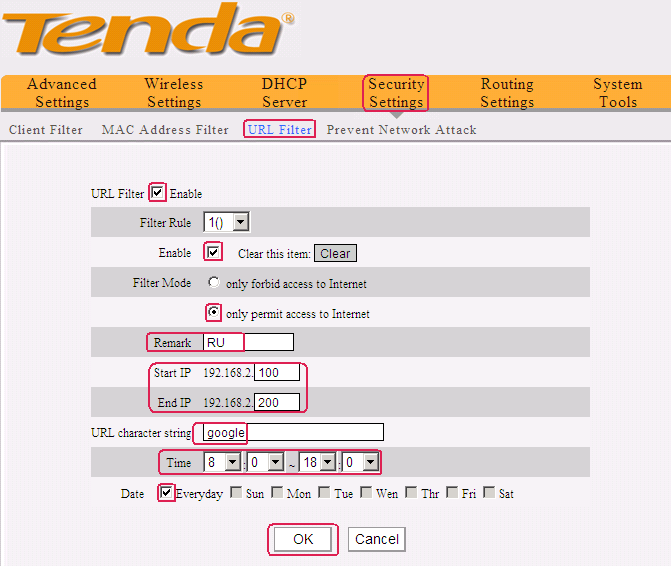 Tenda®
Advanced Settings Wireless Settings DHCP Server Security Settings Routing Settings System Tools
Client Filter MAC Address Filter URL Filter Prevent Network Attack
URL Filter Enable
Filter Rule 1()
Enable Clear this item: Clear
Filter Mode only forbid access to Internet
only permit access to Internet
Remark RU
Start IP 192.168.2. 100
End IP 192.168.2. 200
URL character string google
Time 8 : 0 ~ 18 : 0
Date Everyday Sun Mon Tue Wen Thr Fri Sat
OK Cancel